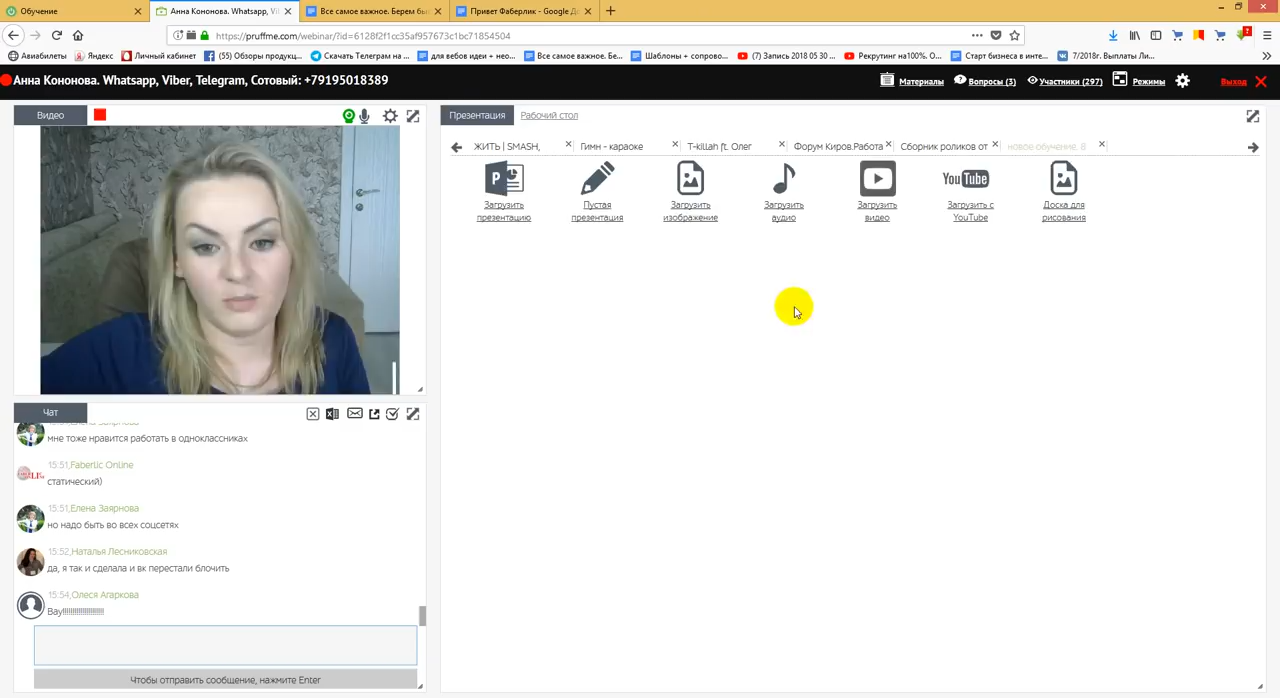 Обучение
Анна Кононова. Whatsapp, Vi
Все самое важное. Берем бы
Привет Фаберлик - Google Д
https://pruffme.com/webinar/?id=6128f2f1cc35af957673c1bc71854504
Авиабилеты
Яндекс
Личный кабинет
(55) Обзоры продукц...
Скачать Телеграм на ...
для вебов идеи + нео...
Все самое важное. Бе...
Шаблоны + сопрово...
(7) Запись 2018 05 30 ...
Рекрутинг на100%. О...
Старт бизнеса в инте...
7/2018г. Выплаты Ли...
Анна Кононова. Whatsapp, Viber, Telegram, Сотовый: +79195018389
Материалы
Вопросы (3)
Участники (297)
Режимы
Выход
Видео
Презентация
Рабочий стол
ЖИТЬ | SMASH,
Гимн - караоке
T-killah ft. Олег
Форум Киров.Работа
Сборник роликов от
новое обучение. 8
Загрузить презентацию
Пустая презентация
Загрузить изображение
Загрузить аудио
Загрузить видео
You Tube
Загрузить с YouTube
Доска для рисования
Чат
мне тоже нравится работать в одноклассниках
15:51,Faberlic Online
статический)
15:51,Елена Заярнова
но надо быть во всех соцсетях
15:52,Наталья Лесниковская
да, я так и сделала и вк перестали блочить
15:54,Олеся Агаркова
Вау!!!!!!!!!!!!!!!!!!!!!
Чтобы отправить сообщение, нажмите Enter